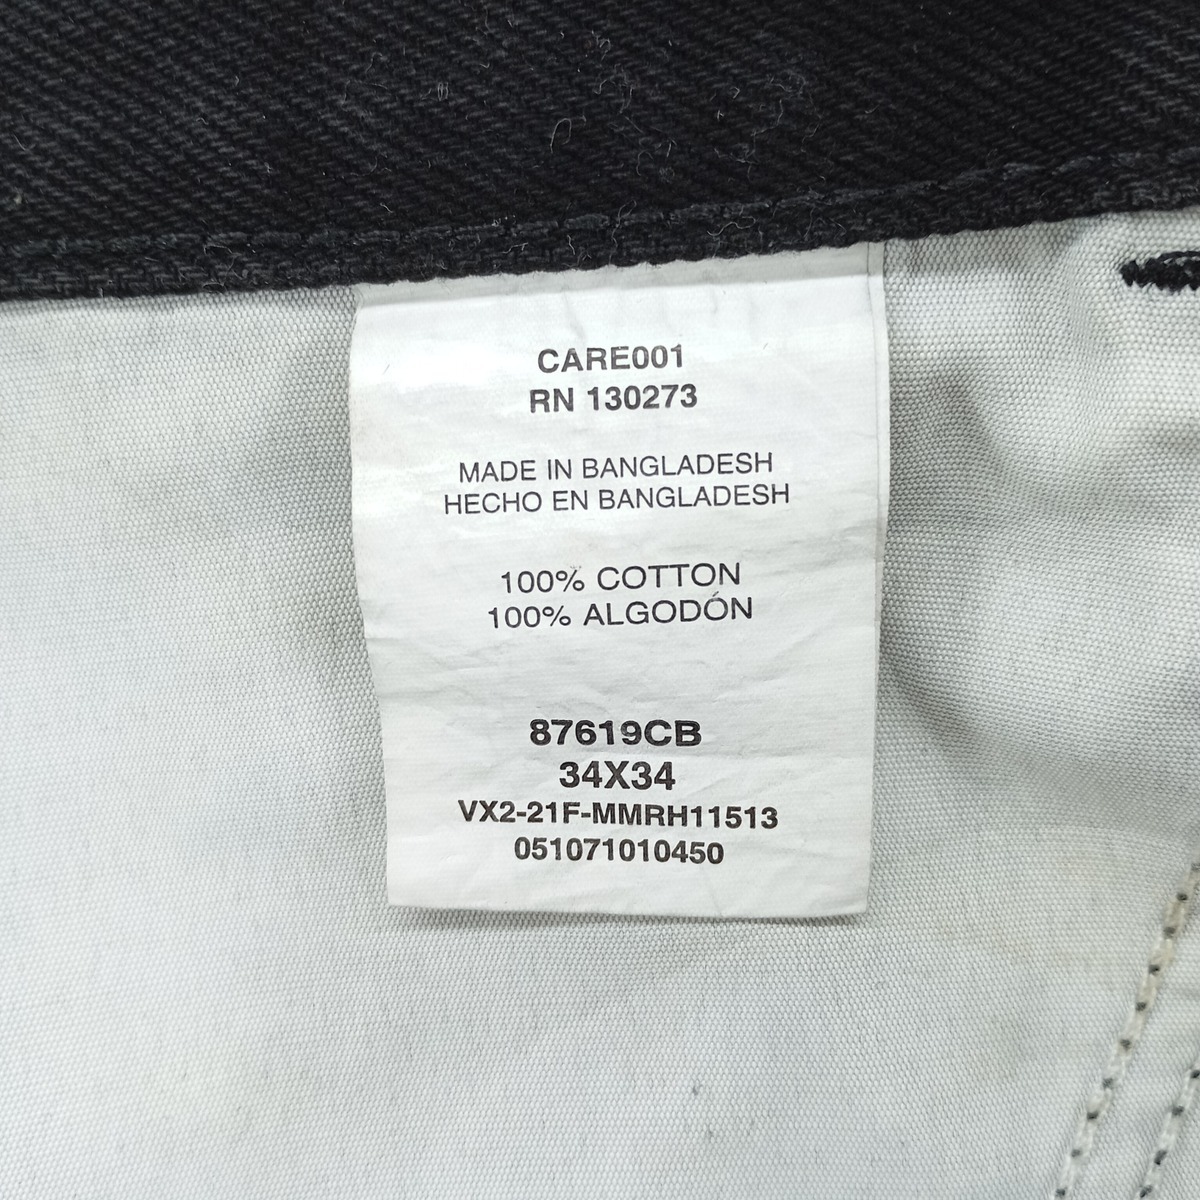 CARE001
RN 130273
MADE IN BANGLADESH
HECHO EN BANGLADESH
100% COTTON
100% ALGODÓN
87619CB
34X34
VX2-21F-MMRH11513
051071010450